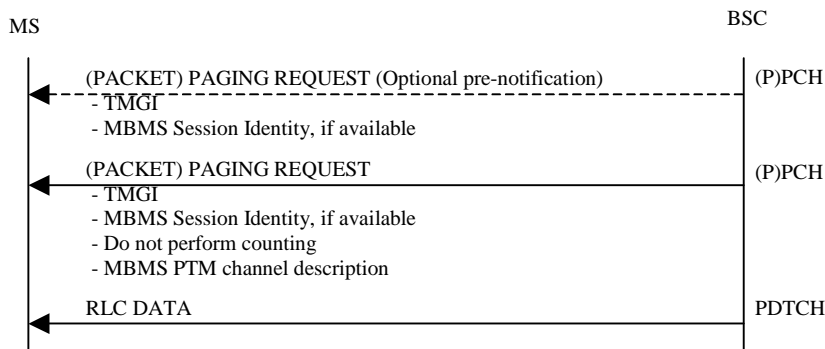 MS
BSC
(PACKET) PAGING REQUEST (Optional pre-notification)
(P)PCH
- TMGI
- MBMS Session Identity, if available
(PACKET) PAGING REQUEST
(P)PCH
- TMGI
- MBMS Session Identity, if available
- Do not perform counting
- MBMS PTM channel description
RLC DATA
PDTCH